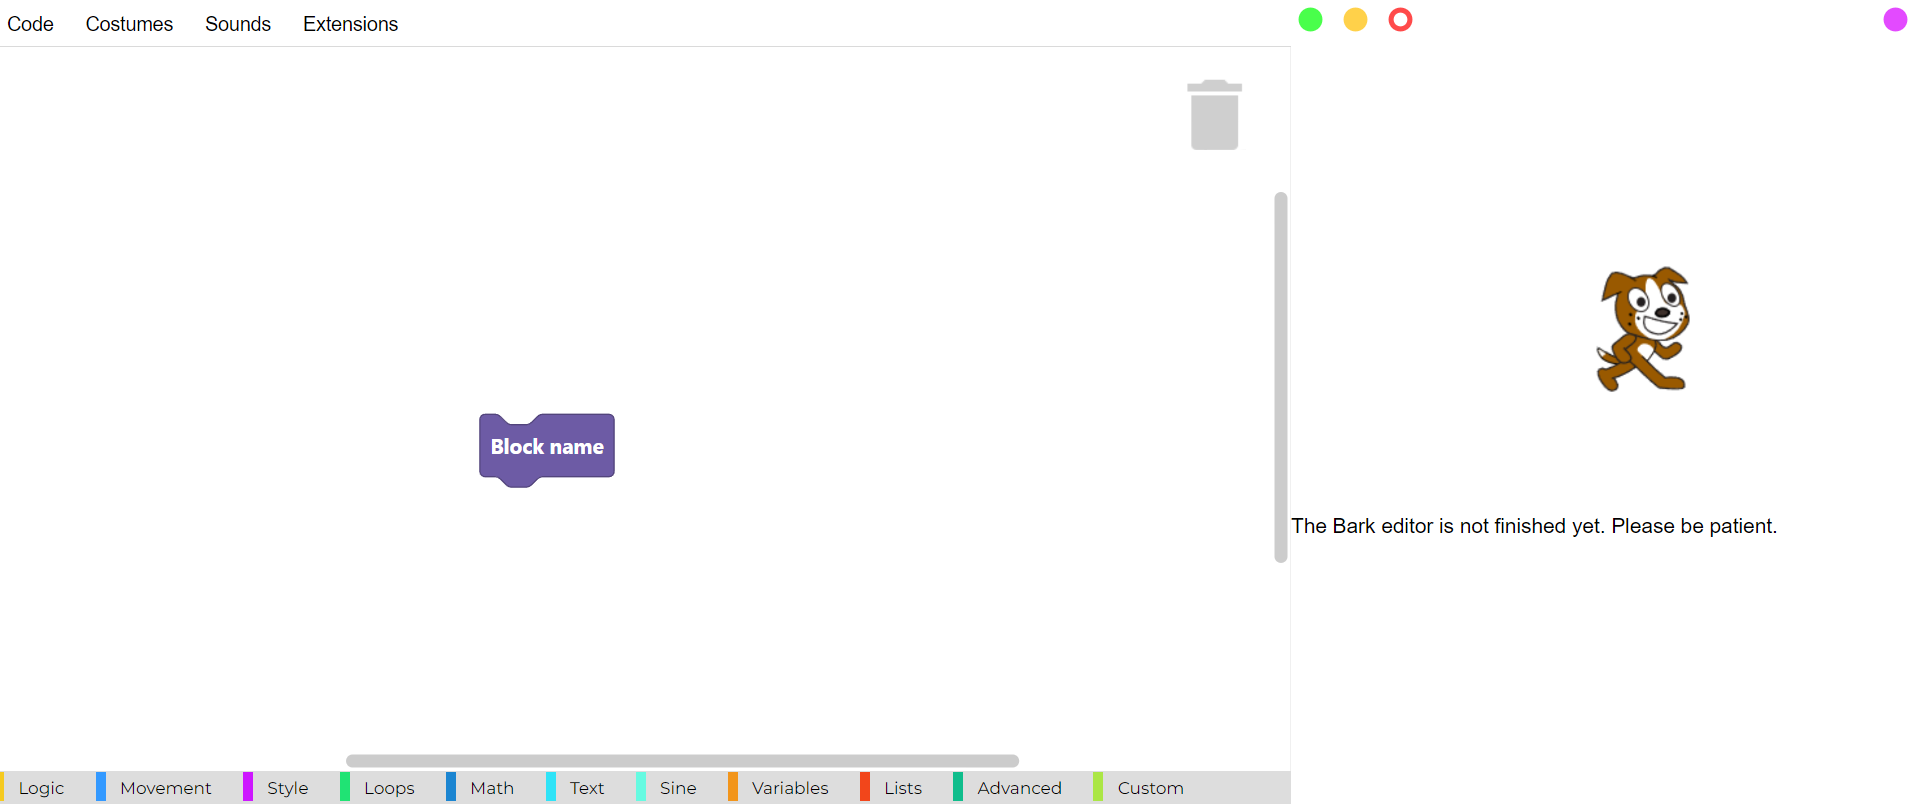 Code Costumes Sounds Extensions
Block name
The Bark editor is not finished yet. Please be patient.
Logic Movement Style Loops Math Text Sine Variables Lists Advanced Custom